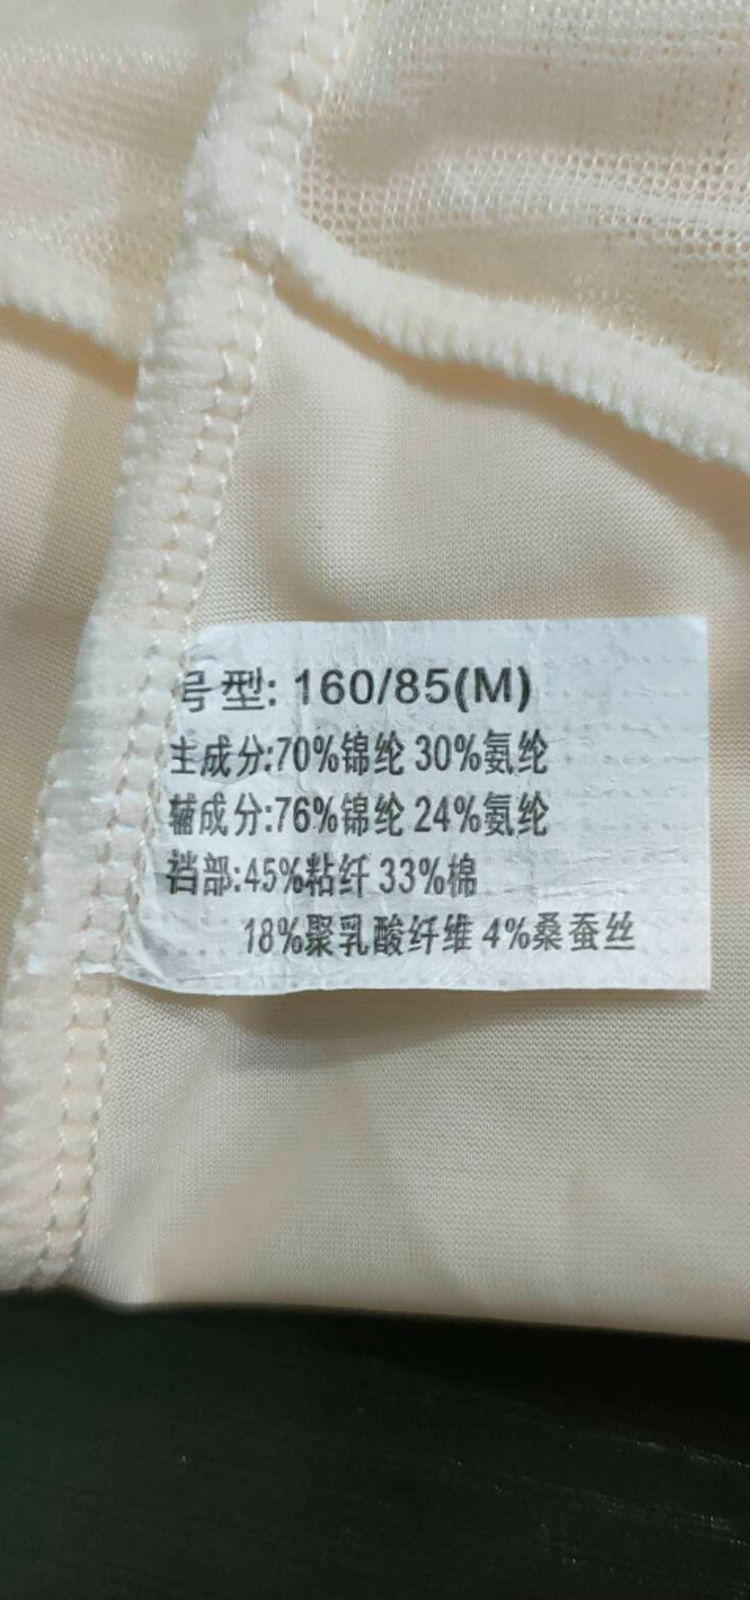 号型: 160/85(M)
主成分:70%锦纶 30%氨纶
辅成分:76%锦纶 24%氨纶
裆部:45%粘纤 33%棉
18%聚乳酸纤维 4%桑蚕丝